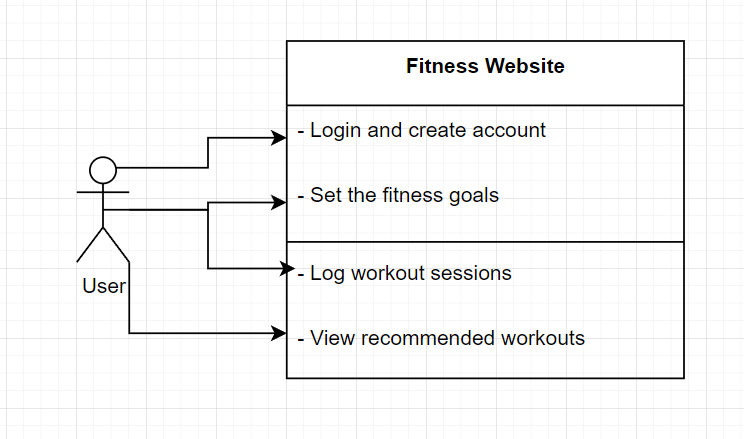 Fitness Website
- Login and create account
- Set the fitness goals
- Log workout sessions
User
- View recommended workouts